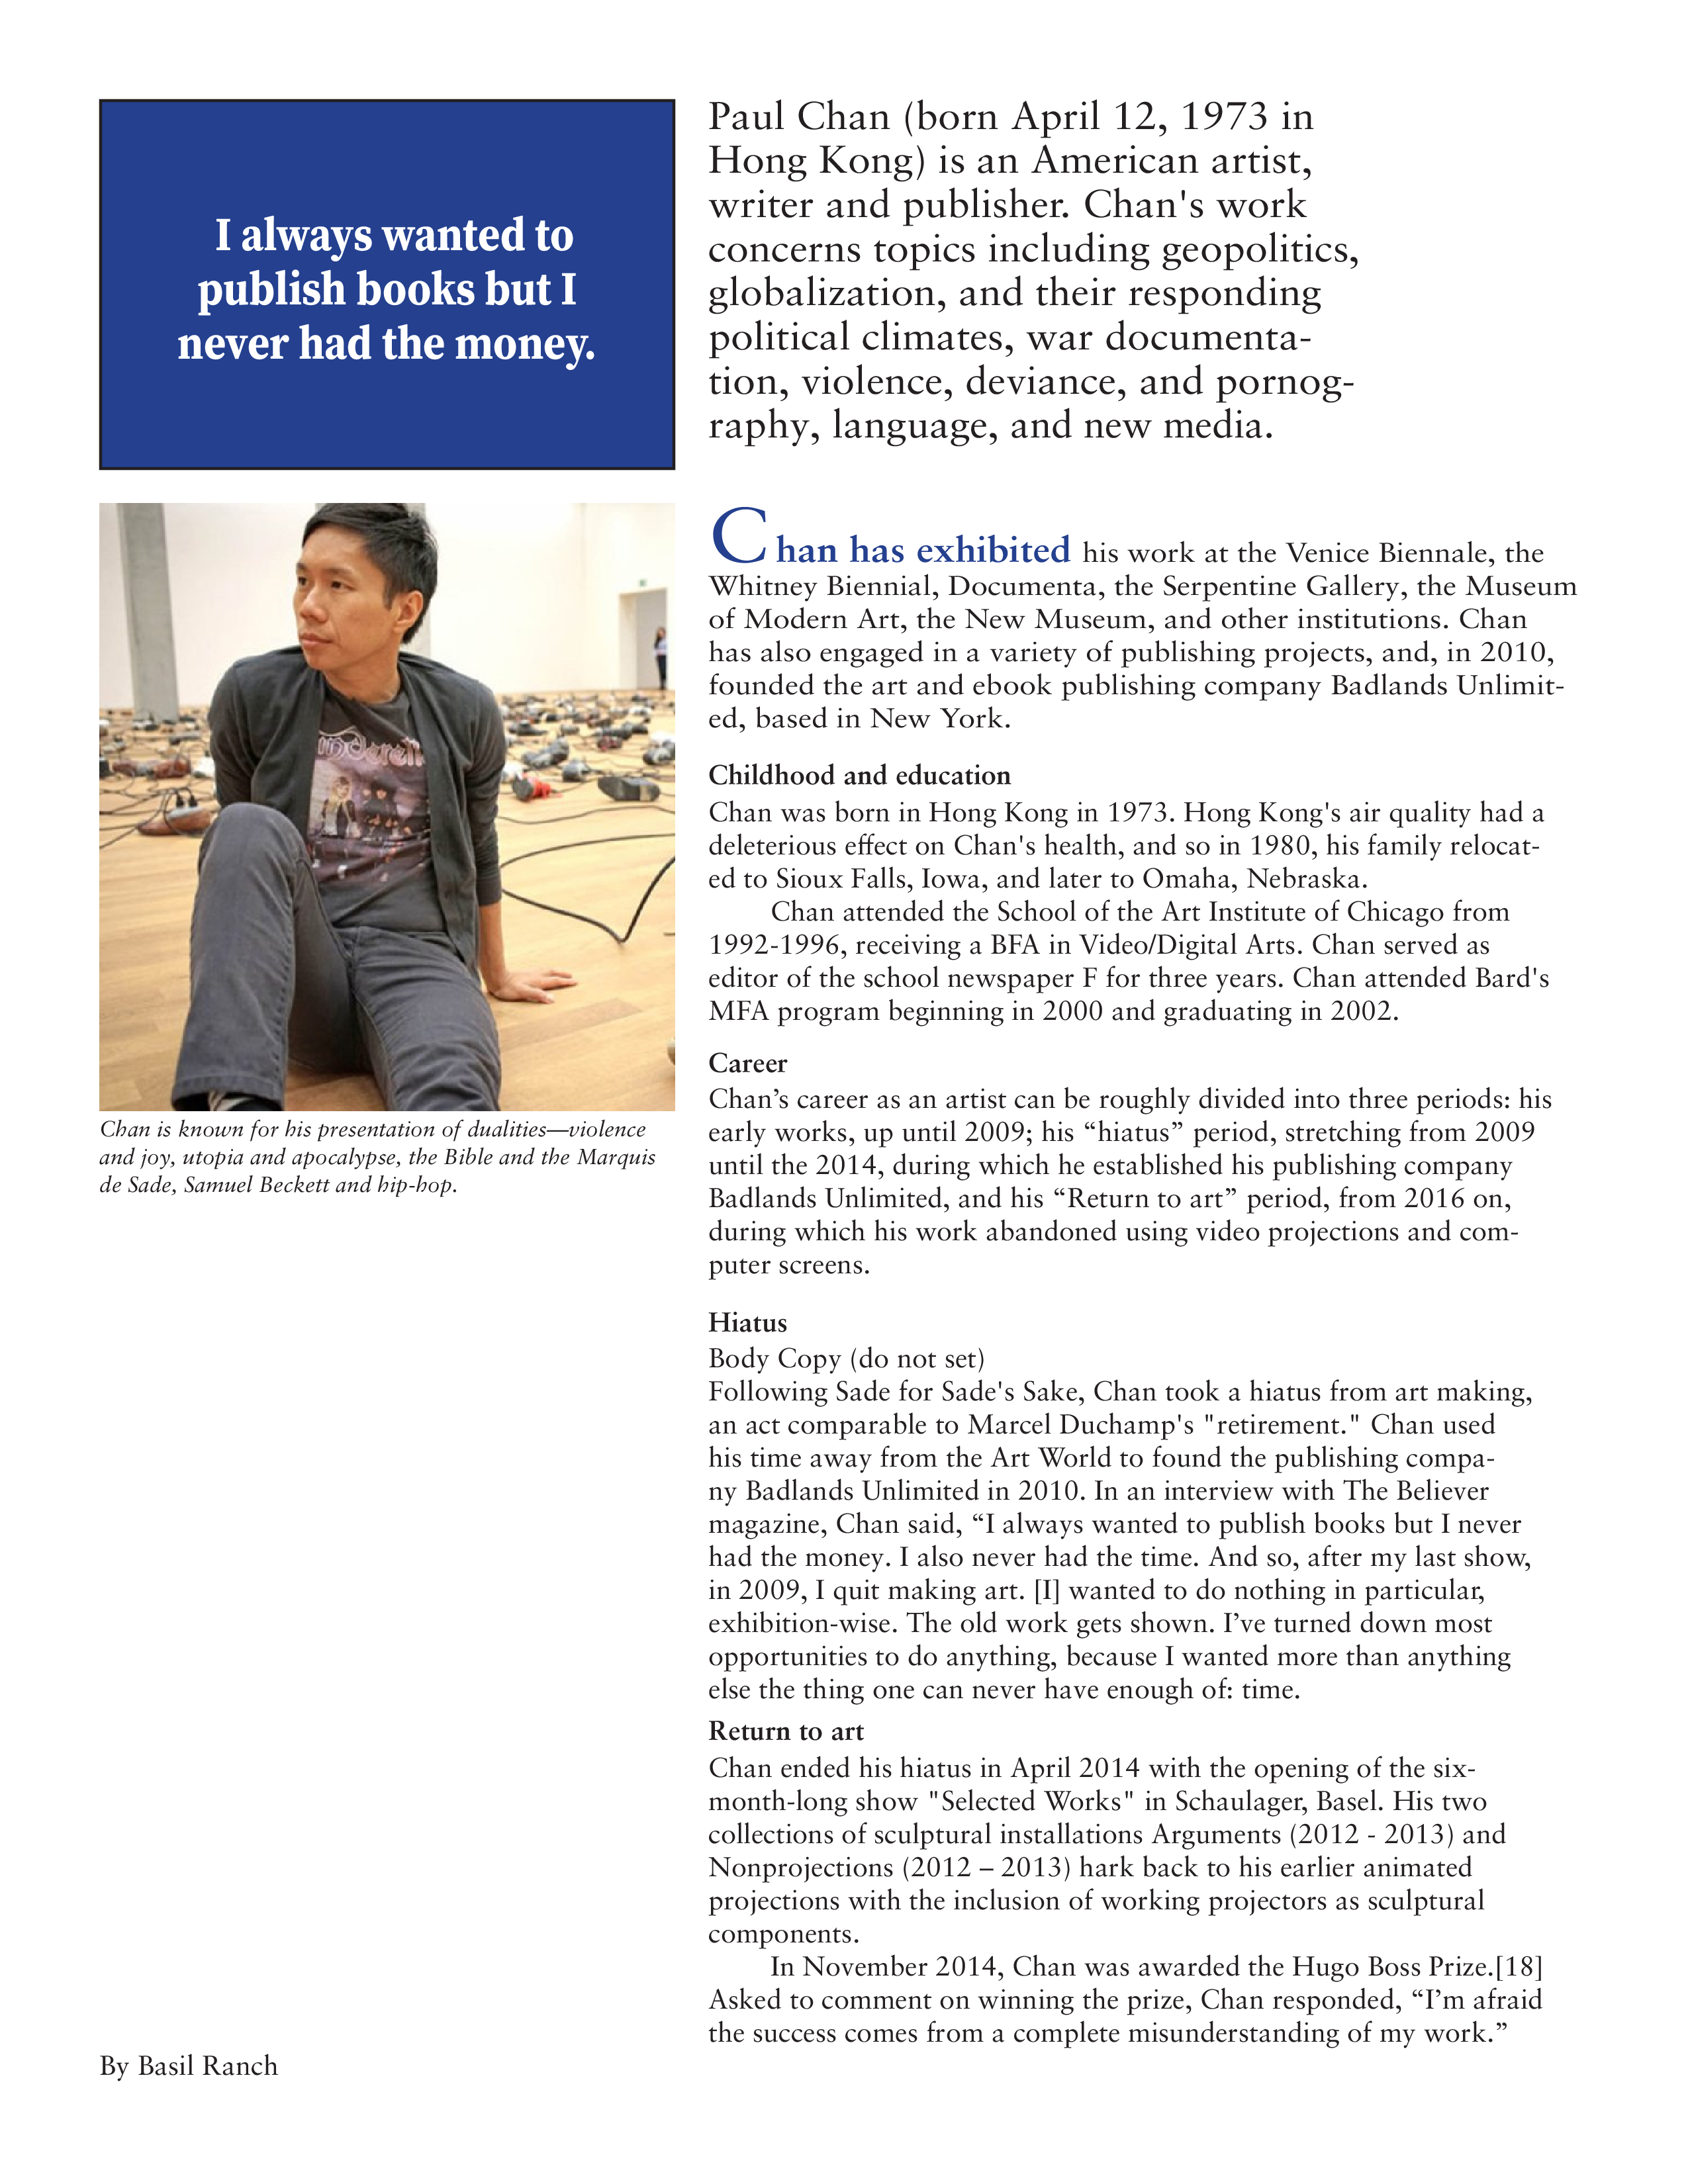 I always wanted to
publish books but I
never had the money.
Paul Chan (born April 12, 1973 in
Hong Kong) is an American artist,
writer and publisher. Chan's work
concerns topics including geopolitics,
globalization, and their responding
political climates, war documenta-
tion, violence, deviance, and pornog-
raphy, language, and new media.
Chan has exhibited his work at the Venice Biennale, the
Whitney Biennial, Documenta, the Serpentine Gallery, the Museum
of Modern Art, the New Museum, and other institutions. Chan
has also engaged in a variety of publishing projects, and, in 2010,
founded the art and ebook publishing company Badlands Unlimit-
ed, based in New York.
Childhood and education
Chan was born in Hong Kong in 1973. Hong Kong's air quality had a
deleterious effect on Chan's health, and so in 1980, his family relocat-
ed to Sioux Falls, Iowa, and later to Omaha, Nebraska.
Chan attended the School of the Art Institute of Chicago from
1992-1996, receiving a BFA in Video/Digital Arts. Chan served as
editor of the school newspaper F for three years. Chan attended Bard's
MFA program beginning in 2000 and graduating in 2002.
Career
Chan’s career as an artist can be roughly divided into three periods: his
early works, up until 2009; his “hiatus” period, stretching from 2009
until the 2014, during which he established his publishing company
Badlands Unlimited, and his “Return to art” period, from 2016 on,
during which his work abandoned using video projections and com-
puter screens.
Hiatus
Body Copy (do not set)
Following Sade for Sade's Sake, Chan took a hiatus from art making,
an act comparable to Marcel Duchamp's "retirement." Chan used
his time away from the Art World to found the publishing compa-
ny Badlands Unlimited in 2010. In an interview with The Believer
magazine, Chan said, “I always wanted to publish books but I never
had the money. I also never had the time. And so, after my last show,
in 2009, I quit making art. [I] wanted to do nothing in particular,
exhibition-wise. The old work gets shown. I’ve turned down most
opportunities to do anything, because I wanted more than anything
else the thing one can never have enough of: time.
Return to art
Chan ended his hiatus in April 2014 with the opening of the six-
month-long show "Selected Works" in Schaulager, Basel. His two
collections of sculptural installations Arguments (2012 - 2013) and
Nonprojections (2012 – 2013) hark back to his earlier animated
projections with the inclusion of working projectors as sculptural
components.
In November 2014, Chan was awarded the Hugo Boss Prize.[18]
Asked to comment on winning the prize, Chan responded, “I’m afraid
the success comes from a complete misunderstanding of my work.”
Chan is known for his presentation of dualities—violence
and joy, utopia and apocalypse, the Bible and the Marquis
de Sade, Samuel Beckett and hip-hop.
By Basil Ranch